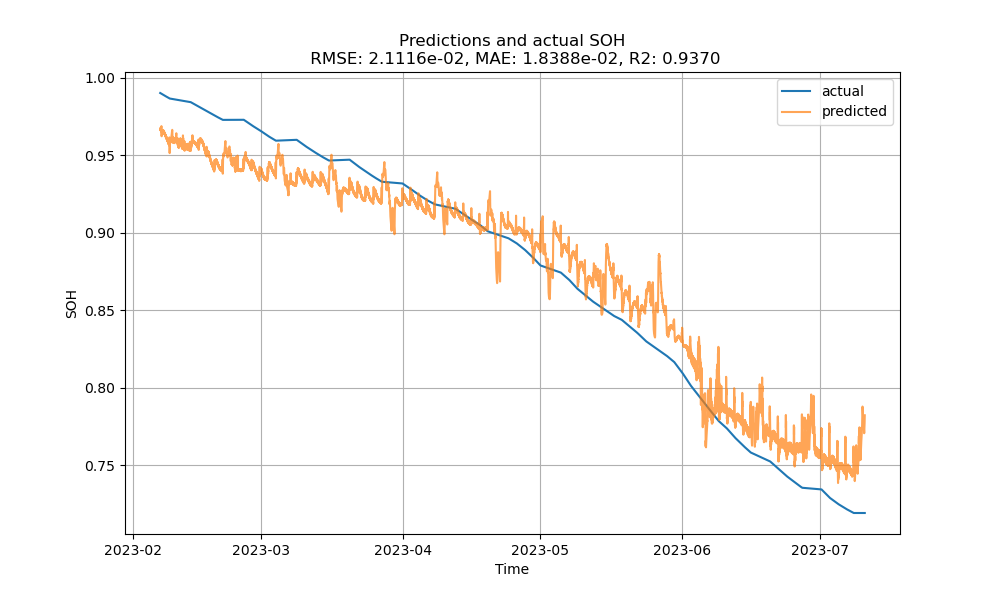 Predictions and actual SOH
RMSE: 2.1116e-02, MAE: 1.8388e-02, R2: 0.9370
actual
predicted
1.00
0.95
0.90
0.85
0.80
0.75
SOH
2023-02 2023-03 2023-04 2023-05 2023-06 2023-07
Time